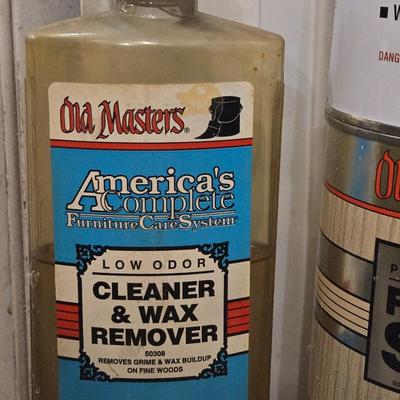 Old Masters®
America's
Complete
Furniture Care System
LOW ODOR
CLEANER
& WAX
REMOVER
50308
REMOVES GRIME & WAX BUILDUP
ON FINE WOODS
■ W
DANG